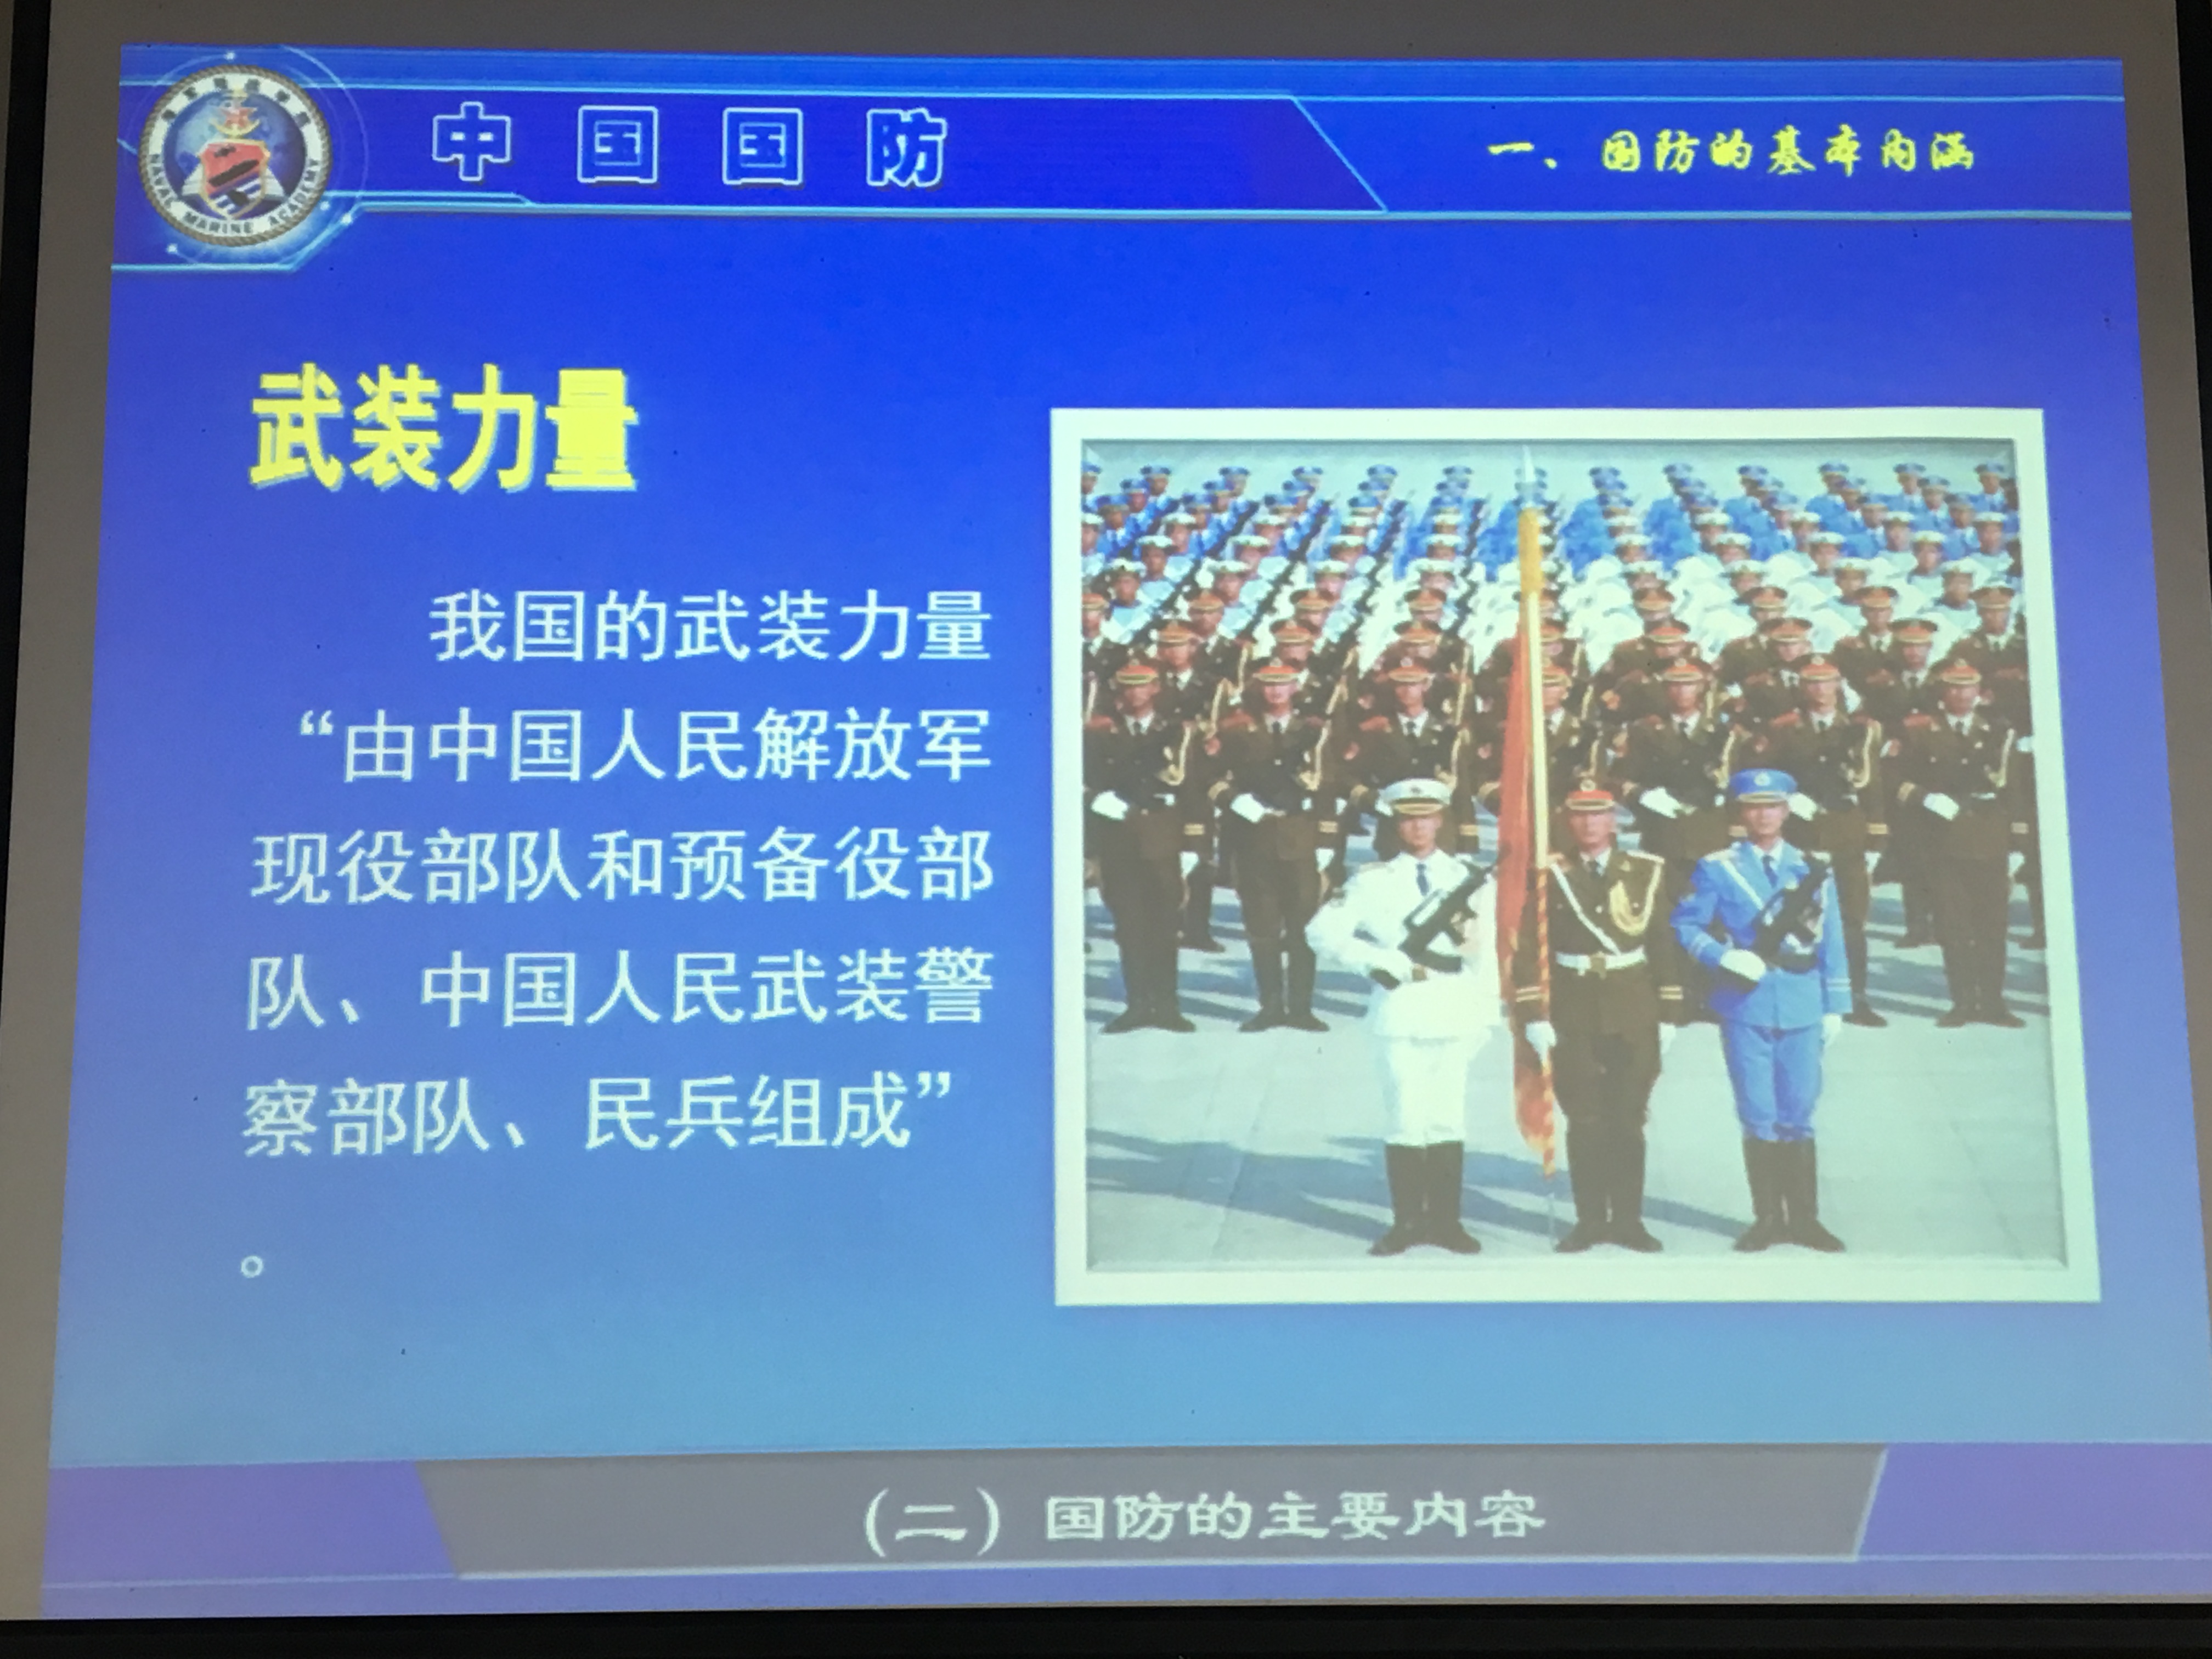 中国国防
一、国防的基本内涵
NAVAL MARINE ACADEMY
武装力量
我国的武装力量
“由中国人民解放军
现役部队和预备役部
队、中国人民武装警
察部队、民兵组成”
。
(二) 国防的主要内容